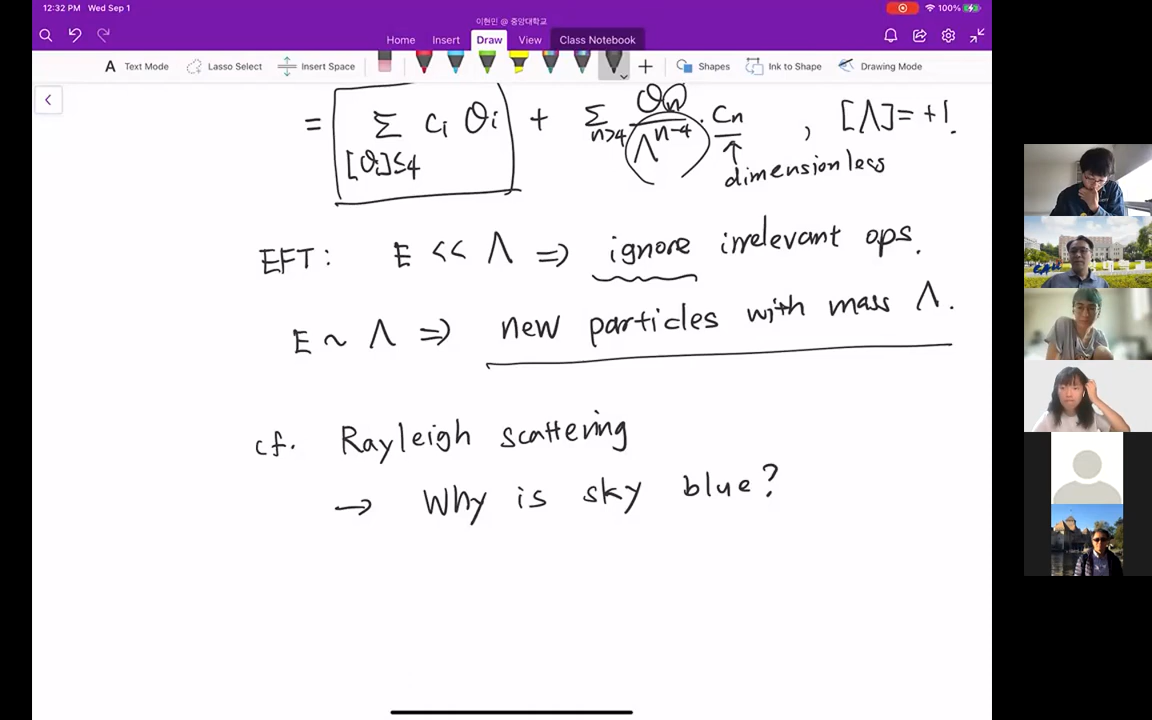 12:32 PM Wed Sep 1
100%
이현민 @ 중앙대학교
Home Insert Draw View Class Notebook
Text Mode Lasso Select Insert Space Shapes Ink to Shape Drawing Mode
= Σ ci Oi + Σ On/Λ^(n-4) · Cn , [Λ]=+1.
[Oi]≤4 n>4 ↑
dimensionless
EFT: E << Λ ⇒ ignore irrelevant ops.
E ~ Λ ⇒ new particles with mass Λ.
cf. Rayleigh scattering
→ Why is sky blue?